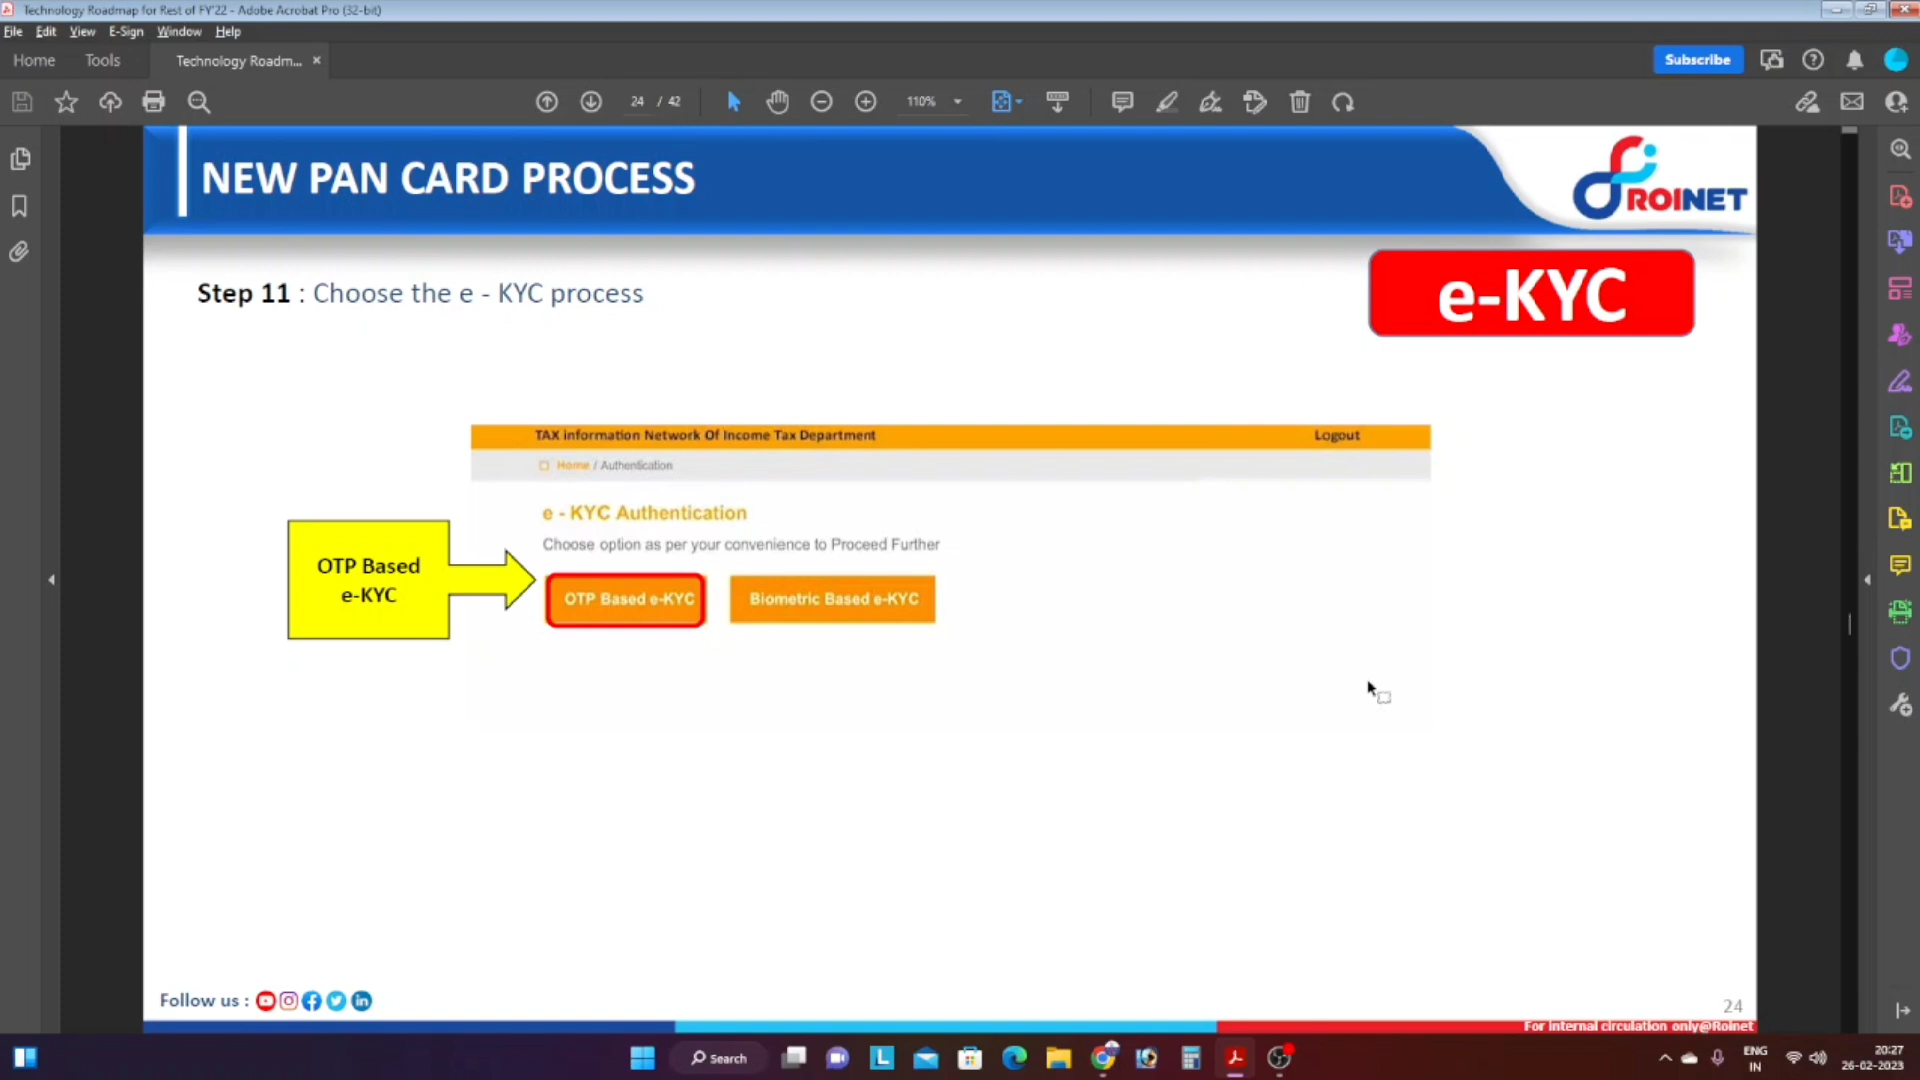 Technology Roadmap for Rest of FY'22 - Adobe Acrobat Pro (32-bit)
File Edit View E-Sign Window Help
Home Tools Technology Roadm... ×
Subscribe
24 / 42
110%
NEW PAN CARD PROCESS
ROINET
Step 11 : Choose the e - KYC process
e-KYC
TAX information Network Of Income Tax Department Logout
Home / Authentication
e - KYC Authentication
Choose option as per your convenience to Proceed Further
OTP Based
e-KYC
OTP Based e-KYC Biometric Based e-KYC
Follow us :
24
For internal circulation only@RoInet
Search
ENG
IN
20:27
26-02-2023